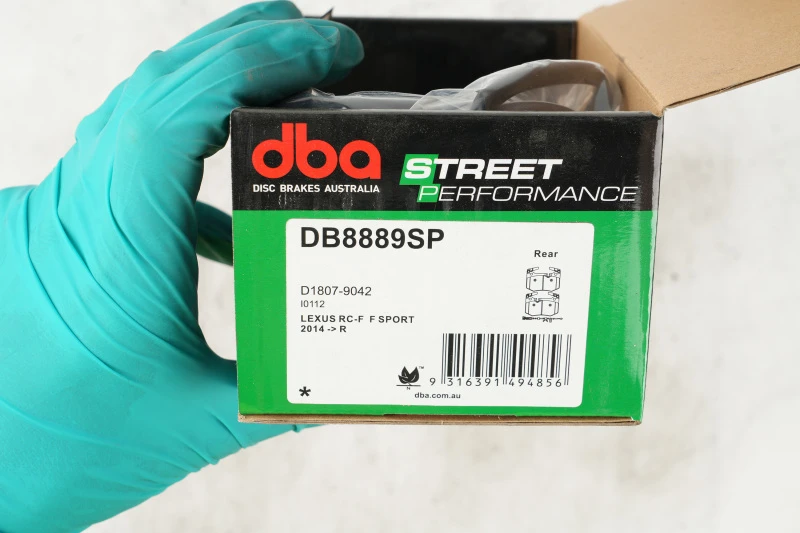 dba
DISC BRAKES AUSTRALIA
STREET
PERFORMANCE
DB8889SP
Rear
D1807-9042
I0112
LEXUS RC-F F SPORT
2014 -> R
TM
9 316391 494856
*
dba.com.au